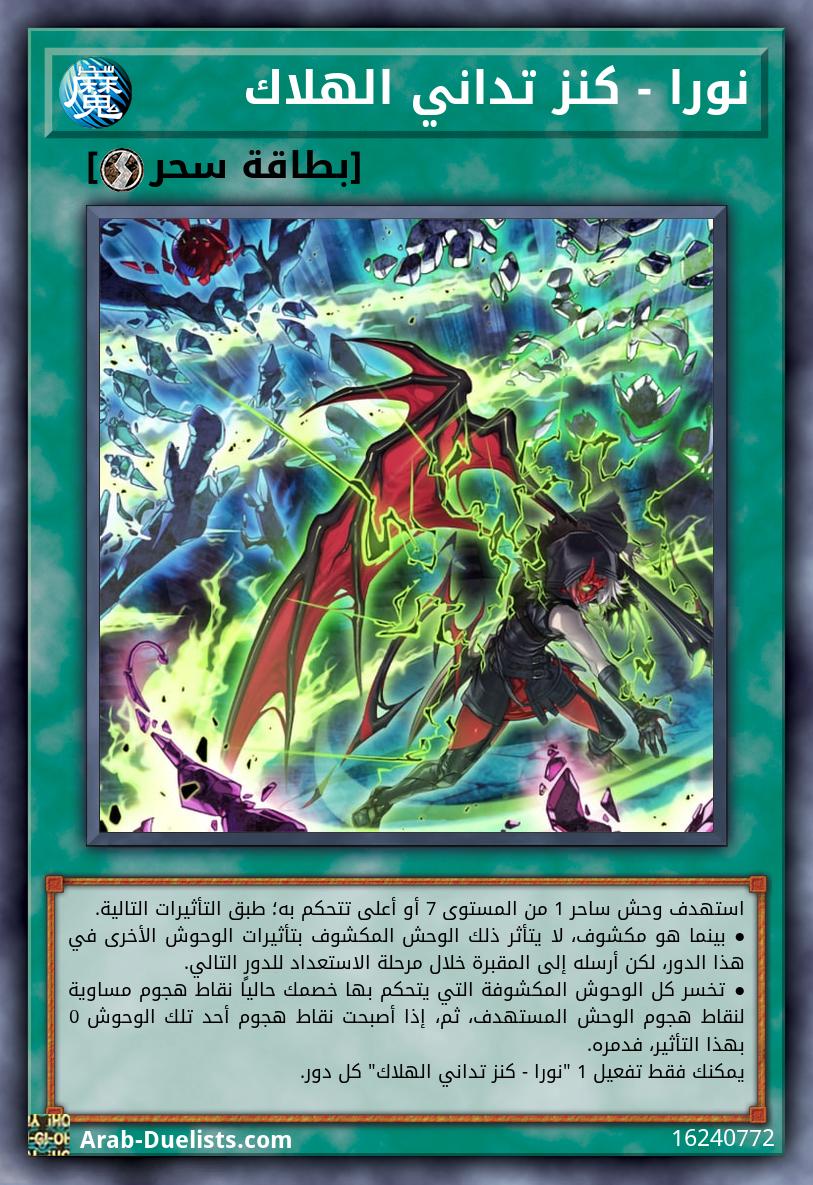 نورا - كنز تداني الهلاك
魔
[بطاقة سحر]
استهدف وحش ساحر 1 من المستوى 7 أو أعلى تتحكم به؛ طبق التأثيرات التالية.
● بينما هو مكشوف، لا يتأثر ذلك الوحش المكشوف بتأثيرات الوحوش الأخرى في
هذا الدور، لكن أرسله إلى المقبرة خلال مرحلة الاستعداد للدور التالي.
● تخسر كل الوحوش المكشوفة التي يتحكم بها خصمك حالياً نقاط هجوم مساوية
لنقاط هجوم الوحش المستهدف، ثم، إذا أصبحت نقاط هجوم أحد تلك الوحوش 0
بهذا التأثير، فدمره.
يمكنك فقط تفعيل 1 "نورا - كنز تداني الهلاك" كل دور.
Arab-Duelists.com
16240772